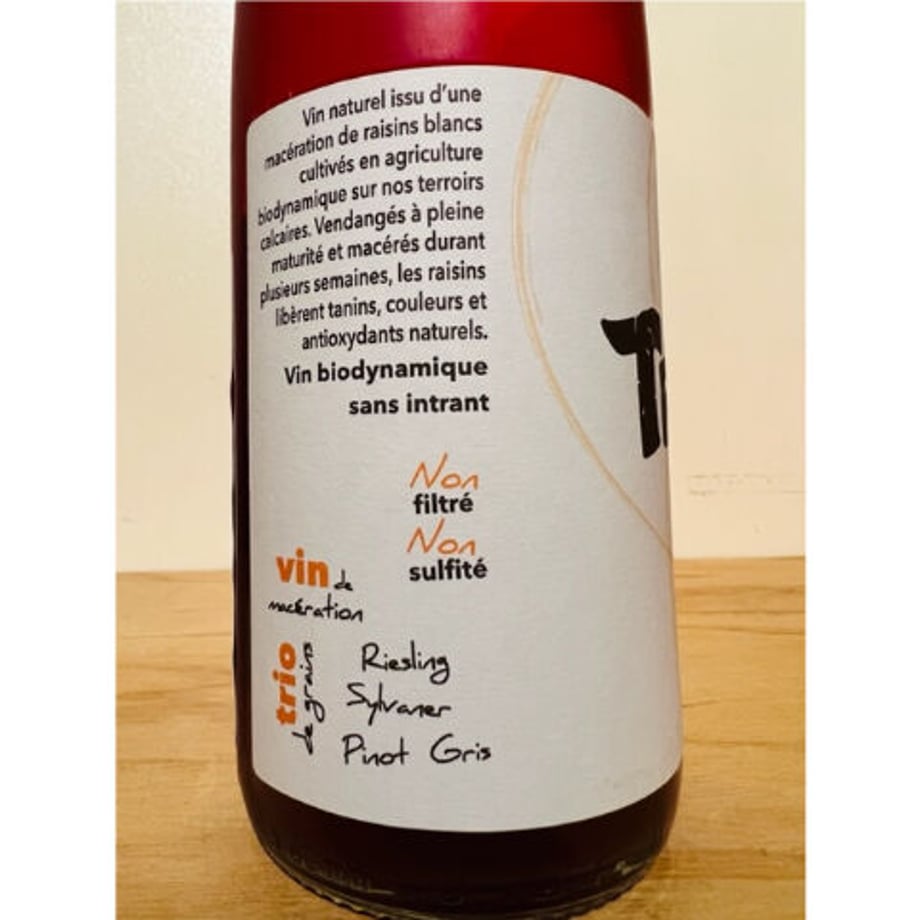 Vin naturel issu d'une
macération de raisins blancs
cultivés en agriculture
biodynamique sur nos terroirs
calcaires. Vendangés à pleine
maturité et macérés durant
plusieurs semaines, les raisins
libèrent tanins, couleurs et
antioxydants naturels.
Vin biodynamique
sans intrant
Non
filtré
Non
sulfité
vin de
macération
trio
de grains
Riesling
Sylvaner
Pinot Gris